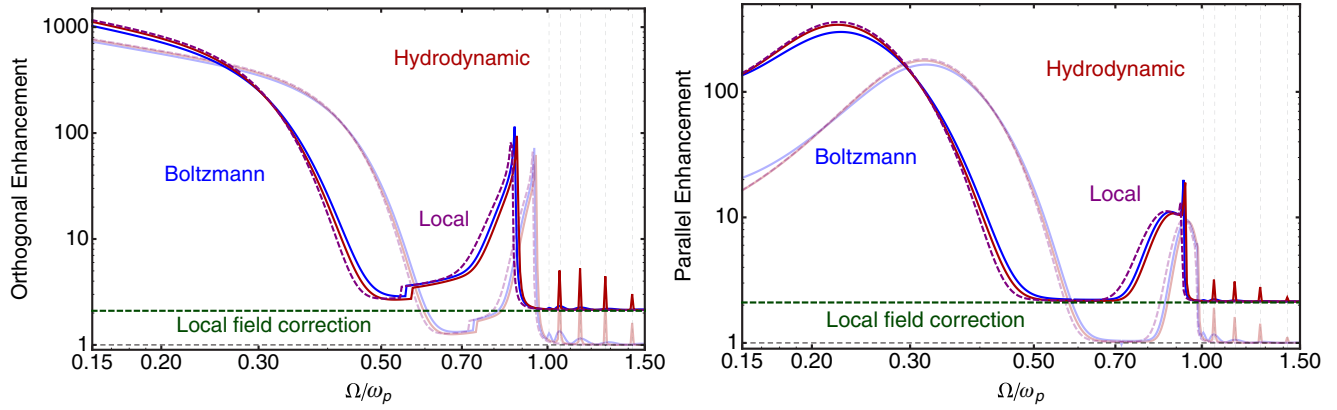 Orthogonal Enhancement
1000
100
10
1
Hydrodynamic
Boltzmann
Local
Local field correction
0.15 0.20 0.30 0.50 0.70 1.00 1.50
Ω/ωp
Parallel Enhancement
100
10
1
Hydrodynamic
Boltzmann
Local
Local field correction
0.15 0.20 0.30 0.50 0.70 1.00 1.50
Ω/ωp